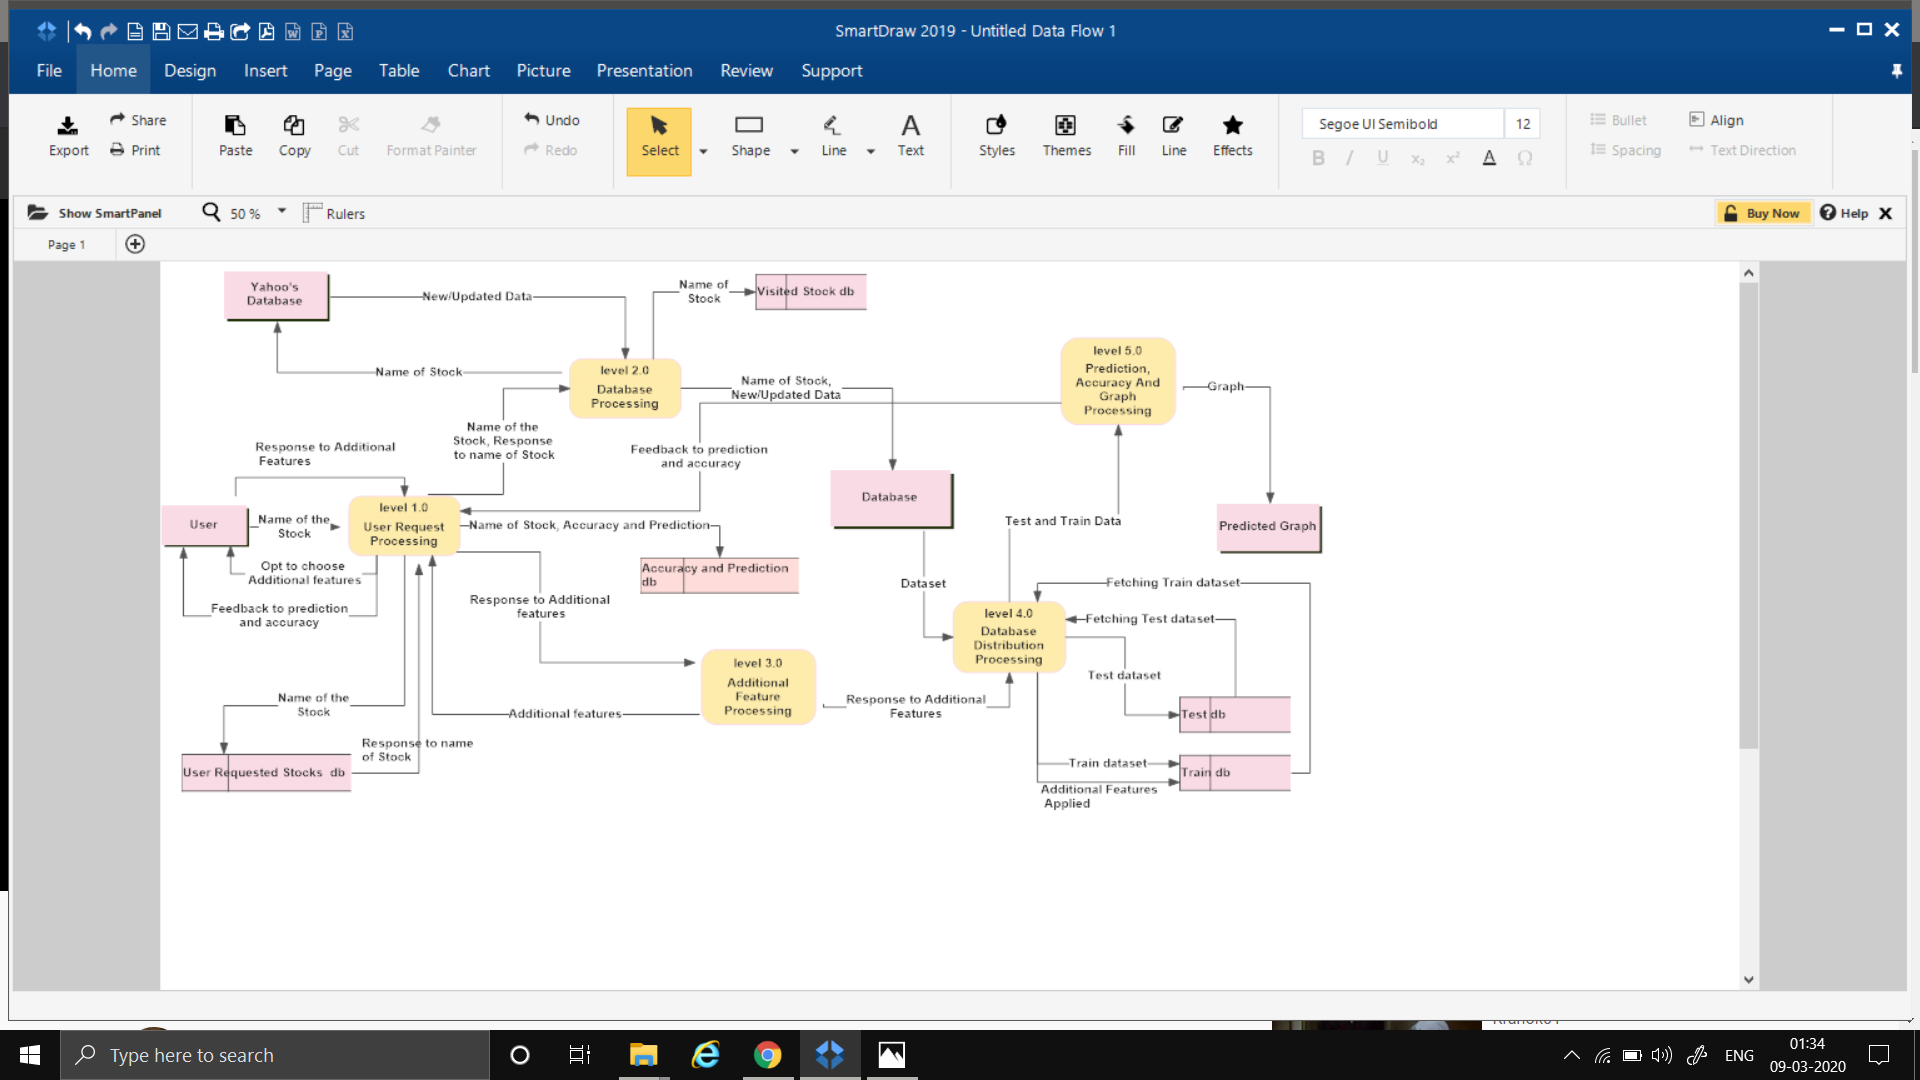 SmartDraw 2019 - Untitled Data Flow 1
File Home Design Insert Page Table Chart Picture Presentation Review Support
Export
Share
Print
Paste
Copy
Cut
Format Painter
Undo
Redo
Select
Shape
Line
Text
Styles
Themes
Fill
Line
Effects
Segoe UI Semibold
12
B I U x₂ x² A Ω
Bullet
Spacing
Align
Text Direction
Show SmartPanel
50 %
Rulers
Buy Now
Help
Page 1
Yahoo's
Database
New/Updated Data
Name of
Stock
Visited Stock db
Name of Stock
level 2.0
Database
Processing
Name of Stock,
New/Updated Data
level 5.0
Prediction,
Accuracy And
Graph
Processing
Graph
Name of the
Stock, Response
to name of Stock
Response to Additional
Features
Feedback to prediction
and accuracy
Database
User
Name of the
Stock
level 1.0
User Request
Processing
Name of Stock, Accuracy and Prediction
Test and Train Data
Predicted Graph
Opt to choose
Additional features
Accuracy and Prediction
db
Dataset
Fetching Train dataset
Feedback to prediction
and accuracy
Response to Additional
features
level 4.0
Database
Distribution
Processing
Fetching Test dataset
level 3.0
Additional
Feature
Processing
Test dataset
Name of the
Stock
Additional features
Response to Additional
Features
Test db
Response to name
of Stock
User Requested Stocks db
Train dataset
Train db
Additional Features
Applied
Type here to search
ENG
01:34
09-03-2020